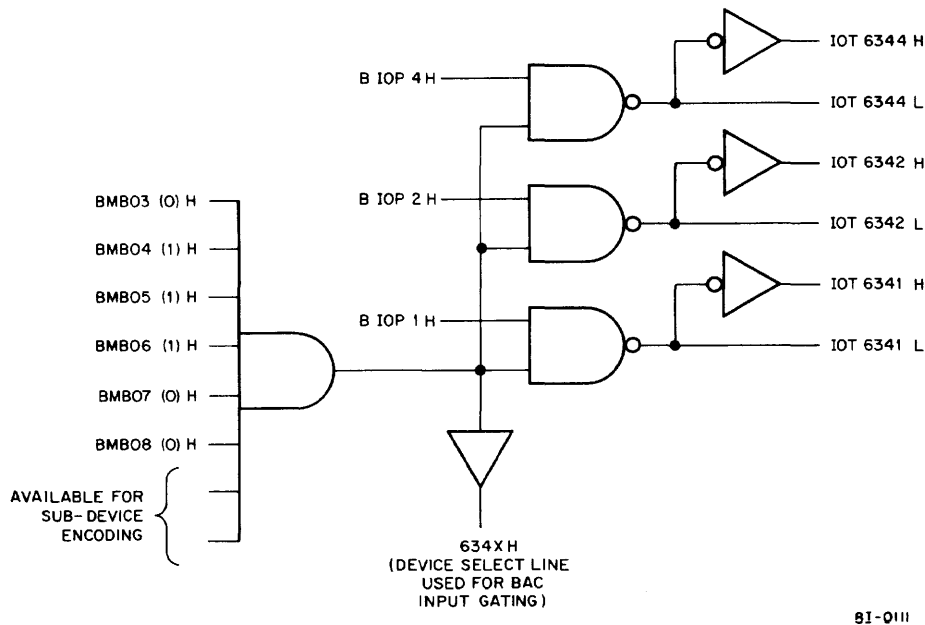 IOT 6344 H
B IOP 4 H
IOT 6344 L
IOT 6342 H
B IOP 2 H
IOT 6342 L
BMB03 (0) H
BMB04 (1) H
BMB05 (1) H
BMB06 (1) H
BMB07 (0) H
BMB08 (0) H
IOT 6341 H
B IOP 1 H
IOT 6341 L
AVAILABLE FOR
SUB-DEVICE
ENCODING
634XH
(DEVICE SELECT LINE
USED FOR BAC
INPUT GATING)
8I-0111